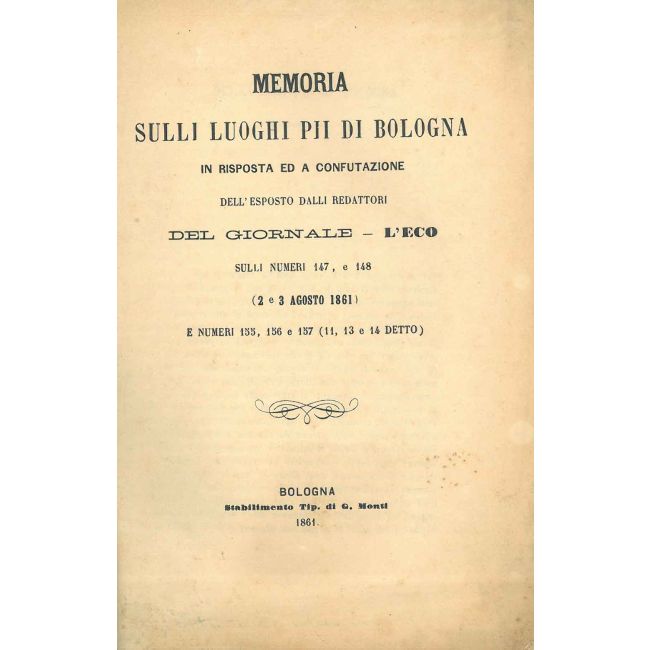 MEMORIA
SULLI LUOGHI PII DI BOLOGNA
IN RISPOSTA ED A CONFUTAZIONE
DELL'ESPOSTO DALLI REDATTORI
DEL GIORNALE – L'ECO
SULLI NUMERI 147, e 148
(2 e 3 AGOSTO 1861)
E NUMERI 155, 156 e 157 (11, 13 e 14 DETTO)
BOLOGNA
Stabilimento Tip. di G. Monti
1861.